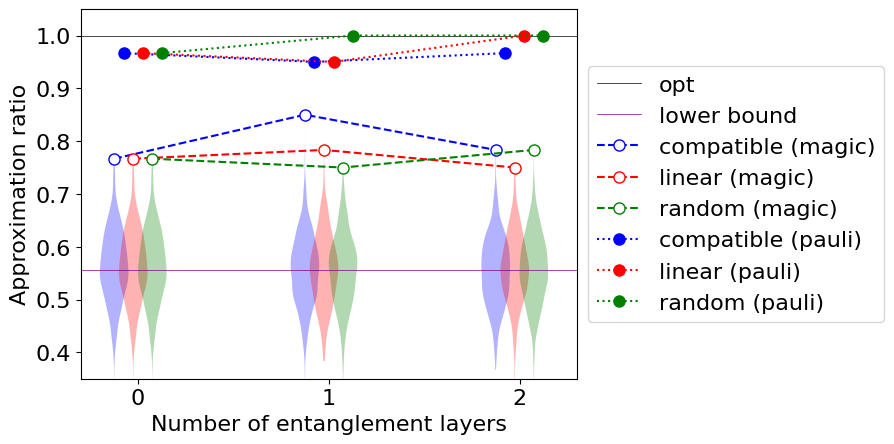 1.0
0.9
0.8
0.7
0.6
0.5
0.4
Approximation ratio
0
1
2
Number of entanglement layers
opt
lower bound
compatible (magic)
linear (magic)
random (magic)
compatible (pauli)
linear (pauli)
random (pauli)